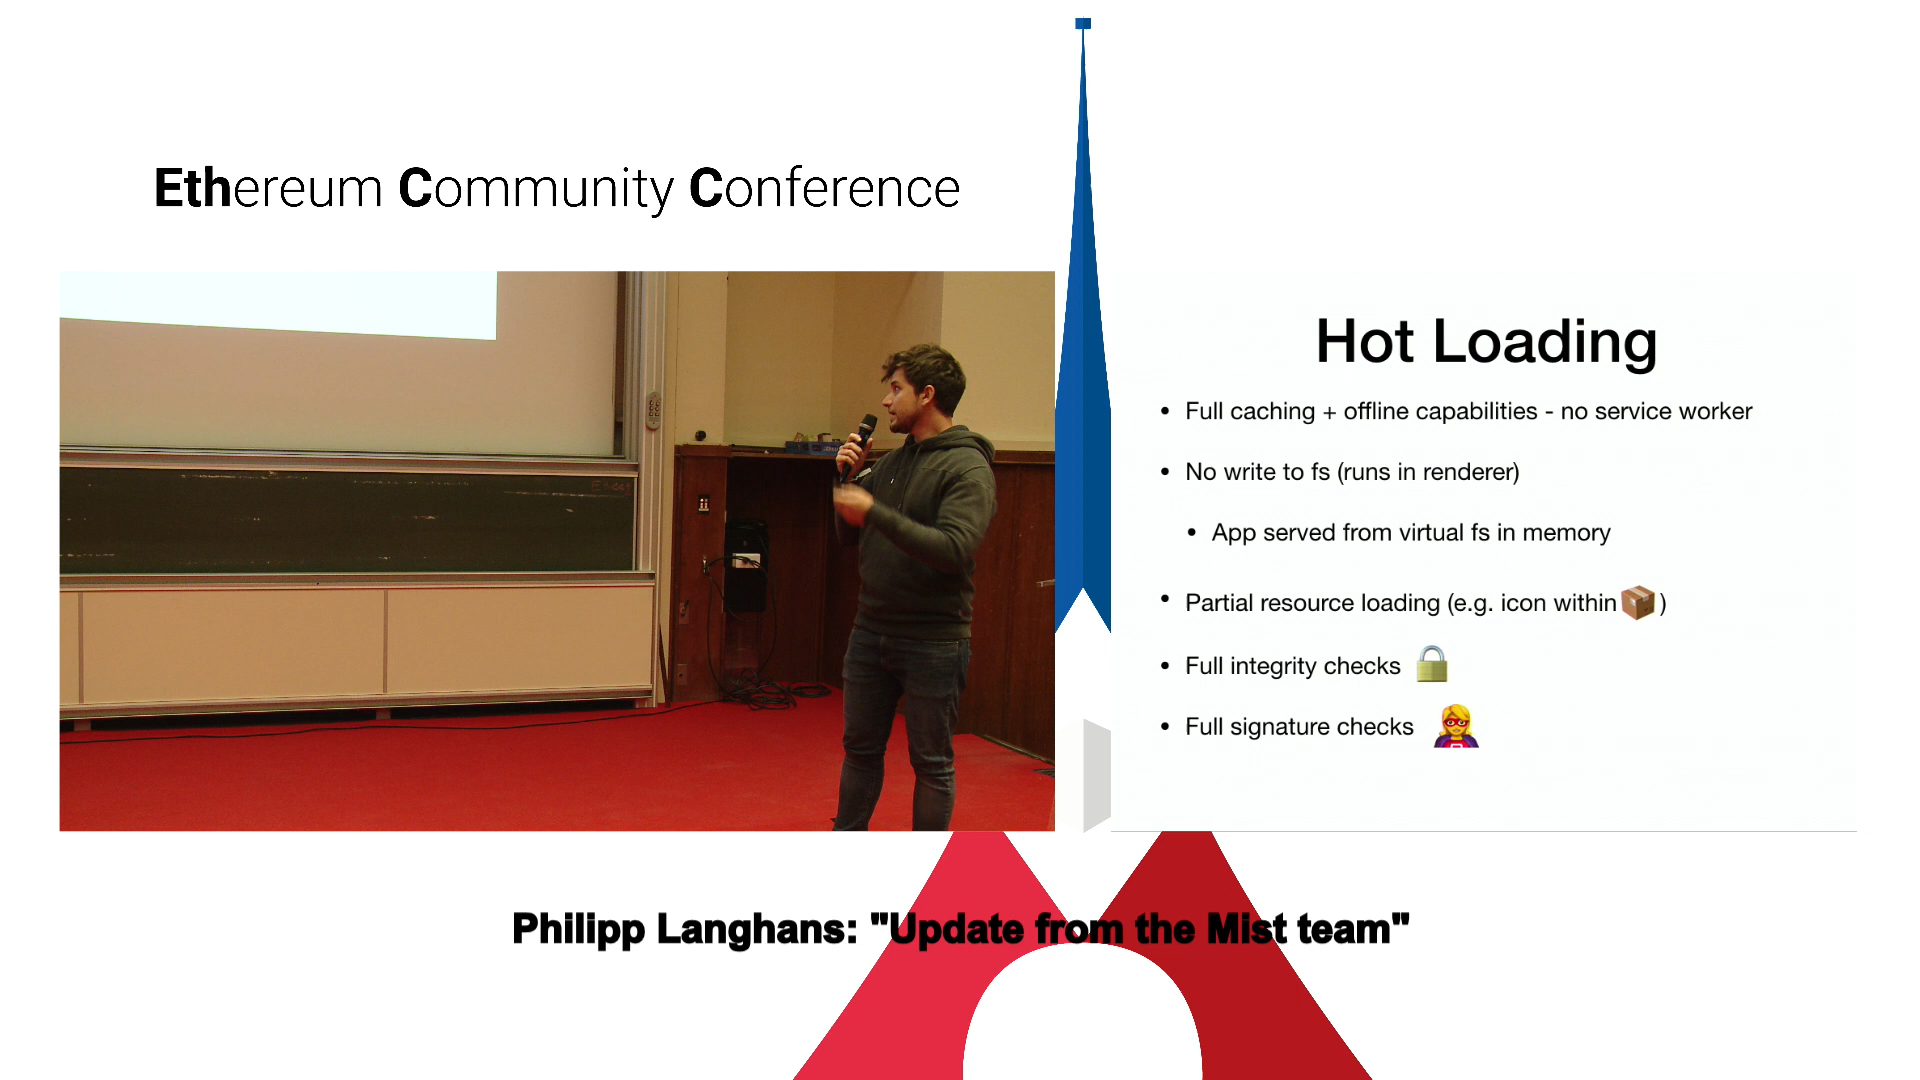 Ethereum Community Conference
Hot Loading
• Full caching + offline capabilities - no service worker
• No write to fs (runs in renderer)
• App served from virtual fs in memory
• Partial resource loading (e.g. icon within📦)
• Full integrity checks 🔒
• Full signature checks 🦸‍♀️
Philipp Langhans: "Update from the Mist team"